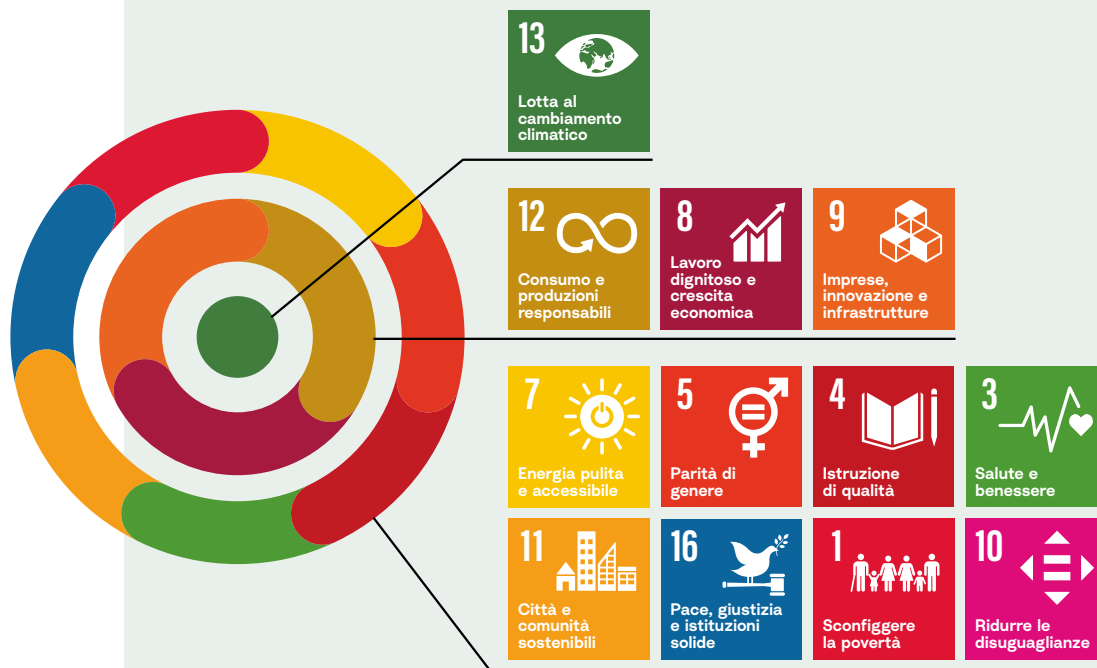 13
Lotta al
cambiamento
climatico
12
Consumo e
produzioni
responsabili
8
Lavoro
dignitoso e
crescita
economica
9
Imprese,
innovazione e
infrastrutture
7
Energia pulita
e accessibile
5
Parità di
genere
4
Istruzione
di qualità
3
Salute e
benessere
11
Città e
comunità
sostenibili
16
Pace, giustizia
e istituzioni
solide
1
Sconfiggere
la povertà
10
Ridurre le
disuguaglianze